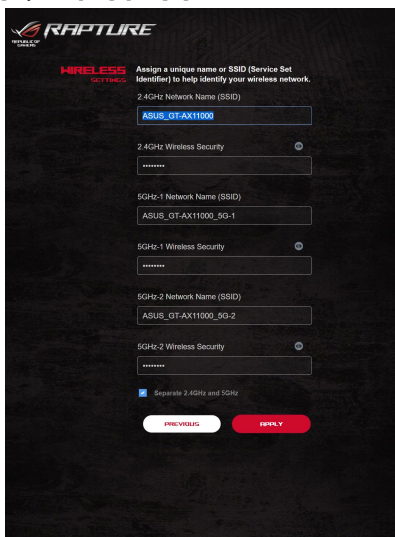 RAPTURE
REPUBLIC OF
GAMERS
WIRELESS
SETTINGS
Assign a unique name or SSID (Service Set
Identifier) to help identify your wireless network.
2.4GHz Network Name (SSID)
ASUS_GT-AX11000
2.4GHz Wireless Security
••••••••
5GHz-1 Network Name (SSID)
ASUS_GT-AX11000_5G-1
5GHz-1 Wireless Security
••••••••
5GHz-2 Network Name (SSID)
ASUS_GT-AX11000_5G-2
5GHz-2 Wireless Security
••••••••
Separate 2.4GHz and 5GHz
PREVIOUS APPLY